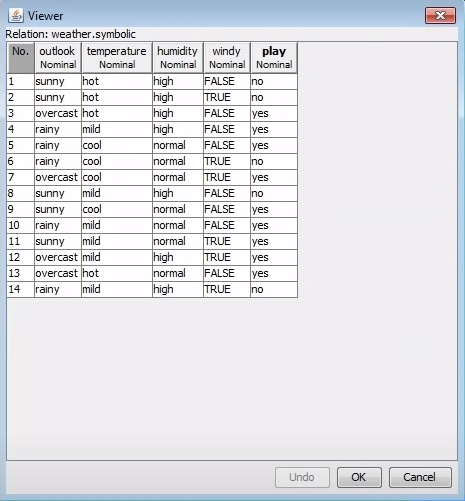 Viewer
Relation: weather.symbolic
No. outlook temperature humidity windy play
Nominal Nominal Nominal Nominal Nominal
1 sunny hot high FALSE no
2 sunny hot high TRUE no
3 overcast hot high FALSE yes
4 rainy mild high FALSE yes
5 rainy cool normal FALSE yes
6 rainy cool normal TRUE no
7 overcast cool normal TRUE yes
8 sunny mild high FALSE no
9 sunny cool normal FALSE yes
10 rainy mild normal FALSE yes
11 sunny mild normal TRUE yes
12 overcast mild high TRUE yes
13 overcast hot normal FALSE yes
14 rainy mild high TRUE no
Undo OK Cancel